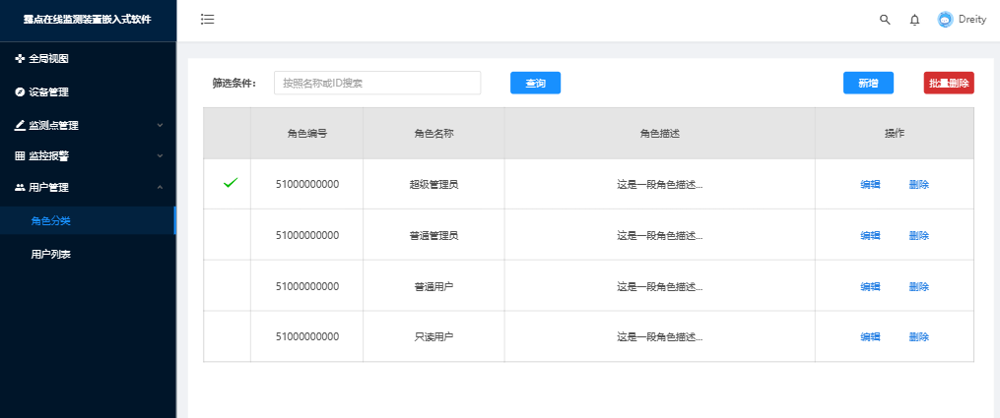 露点在线监测装置嵌入式软件
Dreity
全局视图
设备管理
监测点管理
监控报警
用户管理
角色分类
用户列表
筛选条件: 按照名称或ID搜索 查询 新增 批量删除
角色编号 角色名称 角色描述 操作
51000000000 超级管理员 这是一段角色描述... 编辑 删除
51000000000 普通管理员 这是一段角色描述... 编辑 删除
51000000000 普通用户 这是一段角色描述... 编辑 删除
51000000000 只读用户 这是一段角色描述... 编辑 删除